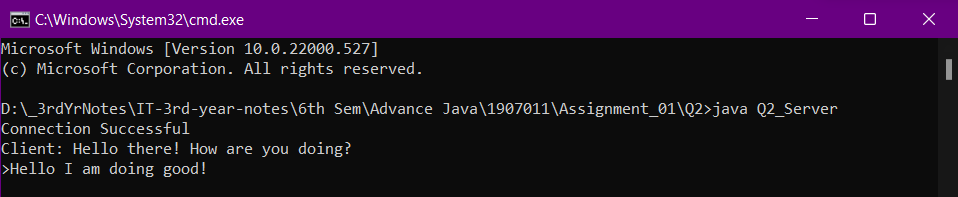 C:\Windows\System32\cmd.exe
Microsoft Windows [Version 10.0.22000.527]
(c) Microsoft Corporation. All rights reserved.
D:\_3rdYrNotes\IT-3rd-year-notes\6th Sem\Advance Java\1907011\Assignment_01\Q2>java Q2_Server
Connection Successful
Client: Hello there! How are you doing?
>Hello I am doing good!